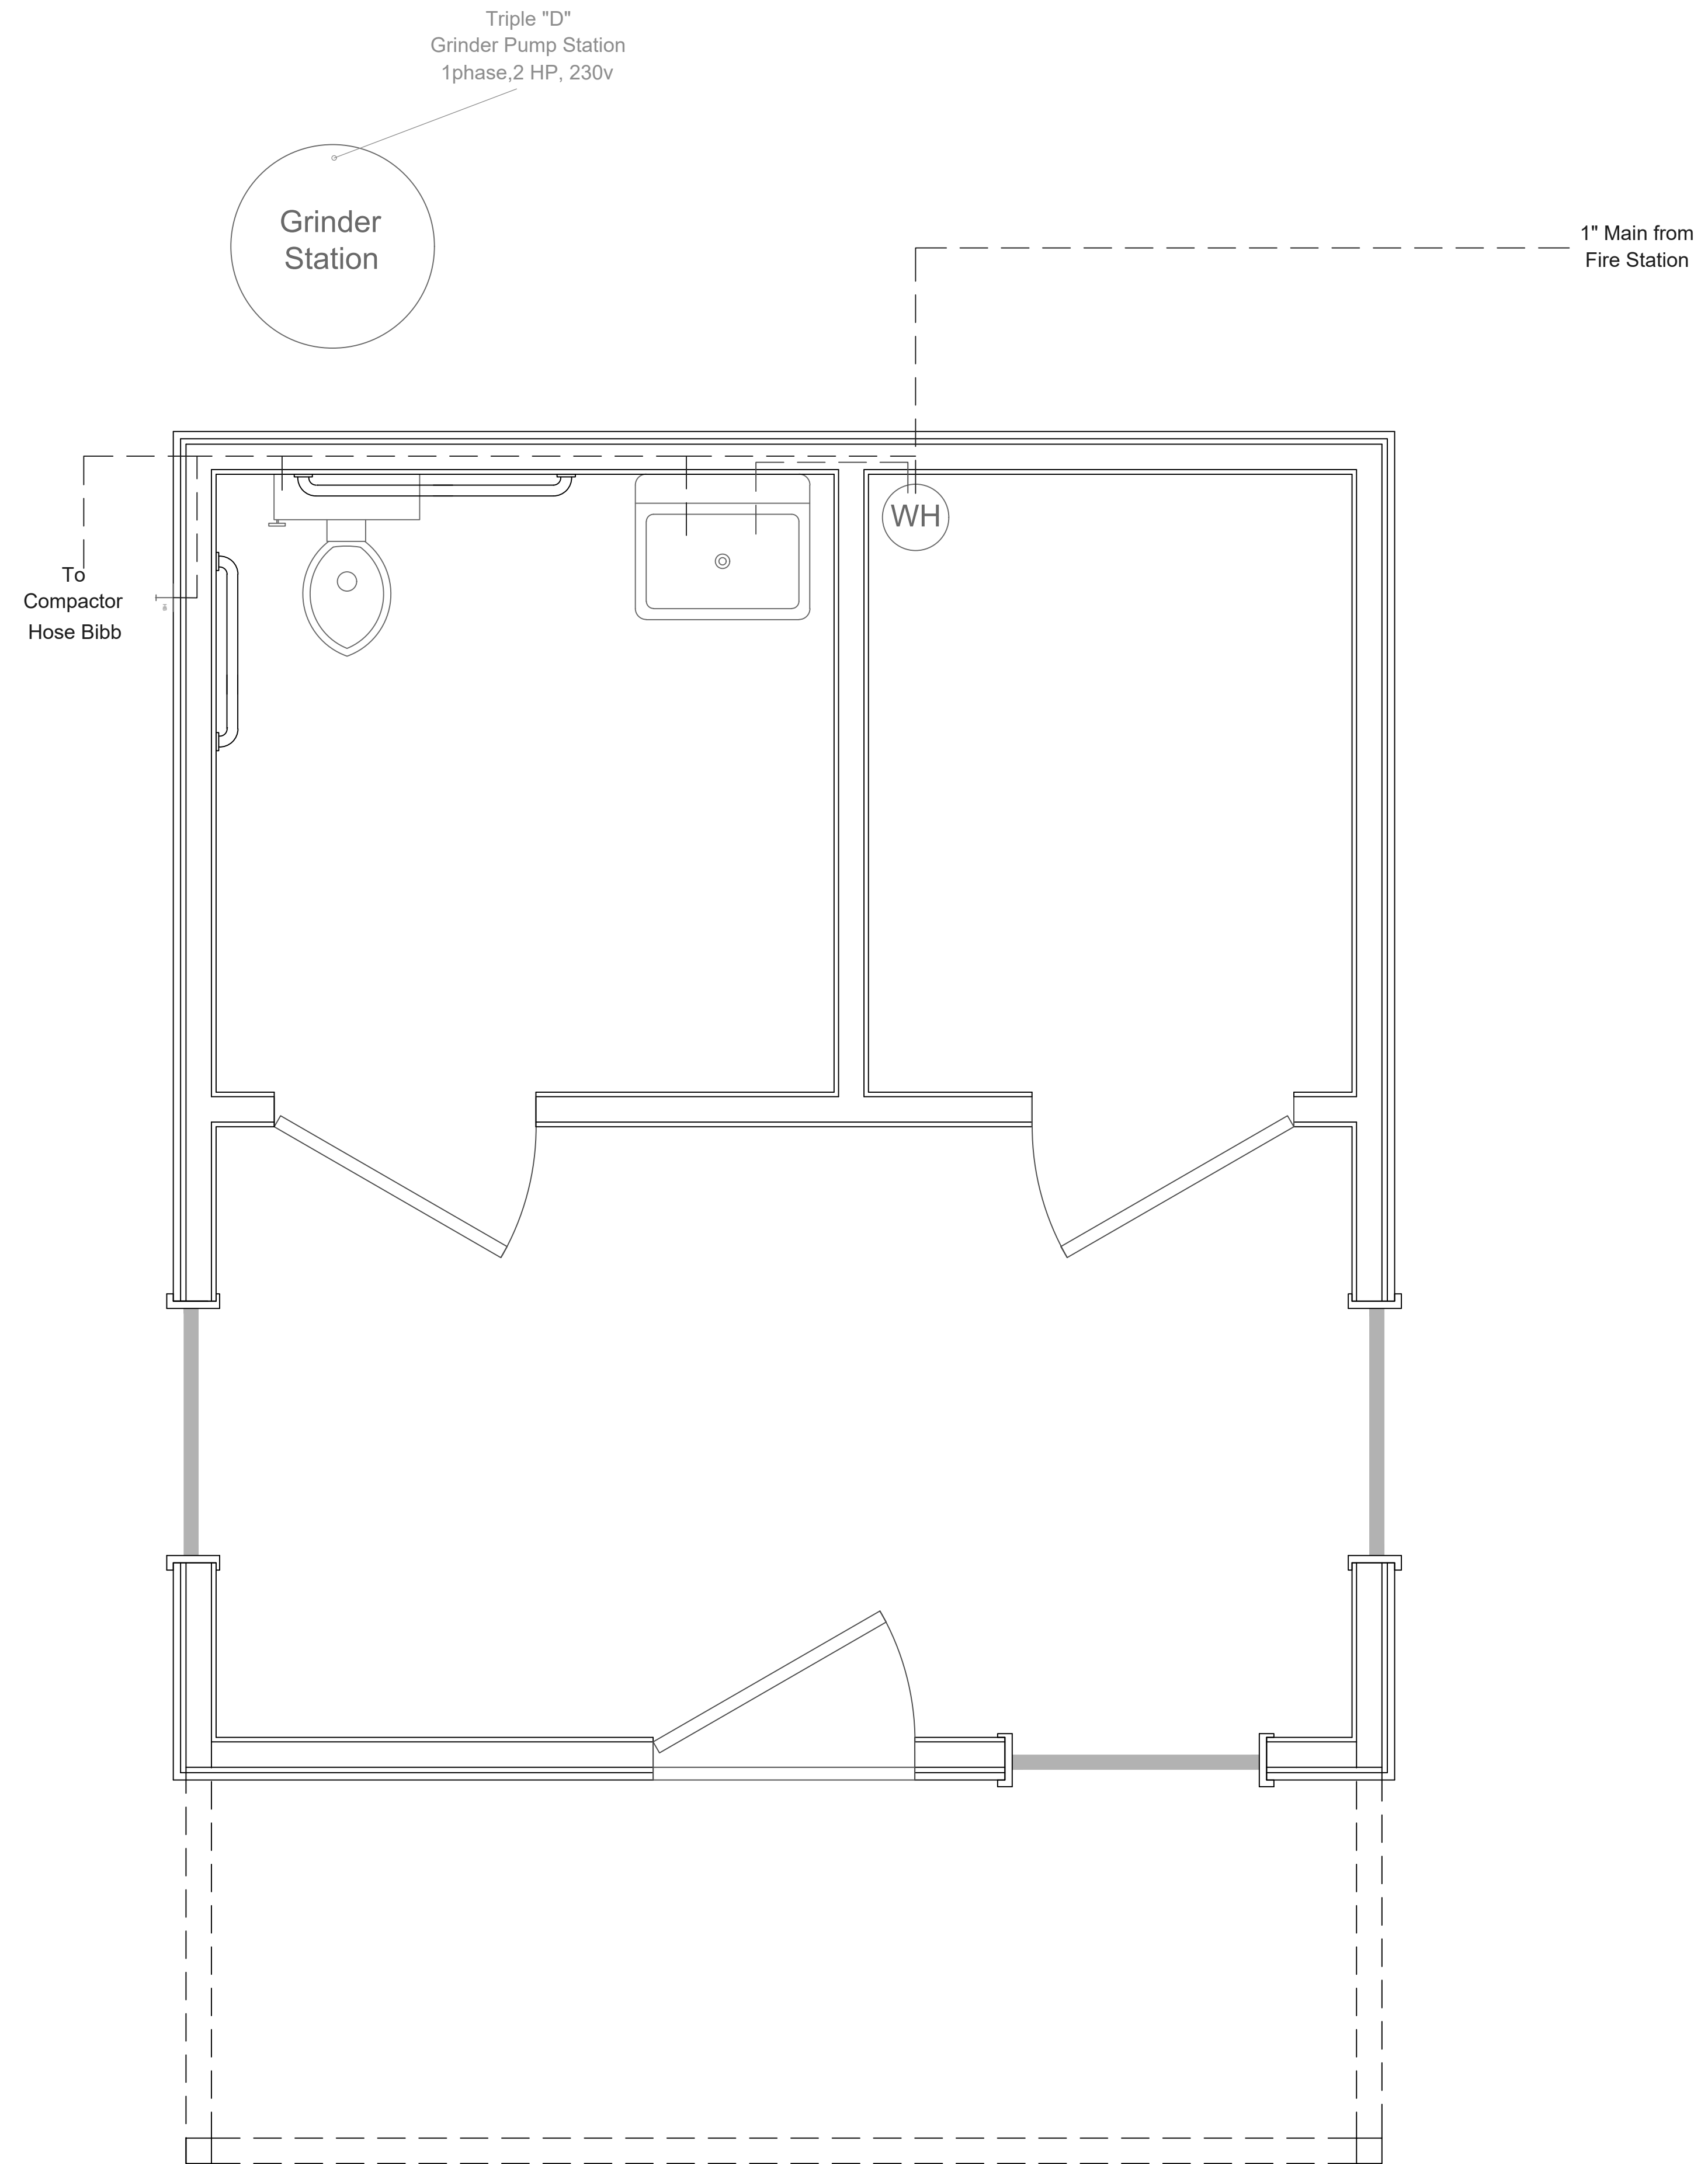 Triple "D"
Grinder Pump Station
1phase,2 HP, 230v
Grinder
Station
1" Main from
Fire Station
WH
To
Compactor
Hose Bibb